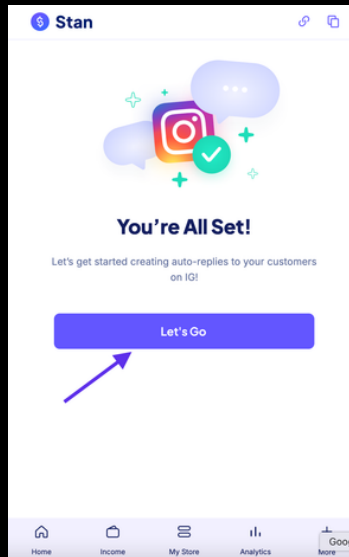 Stan
You're All Set!
Let's get started creating auto-replies to your customers
on IG!
Let's Go
Home Income My Store Analytics More
Goo